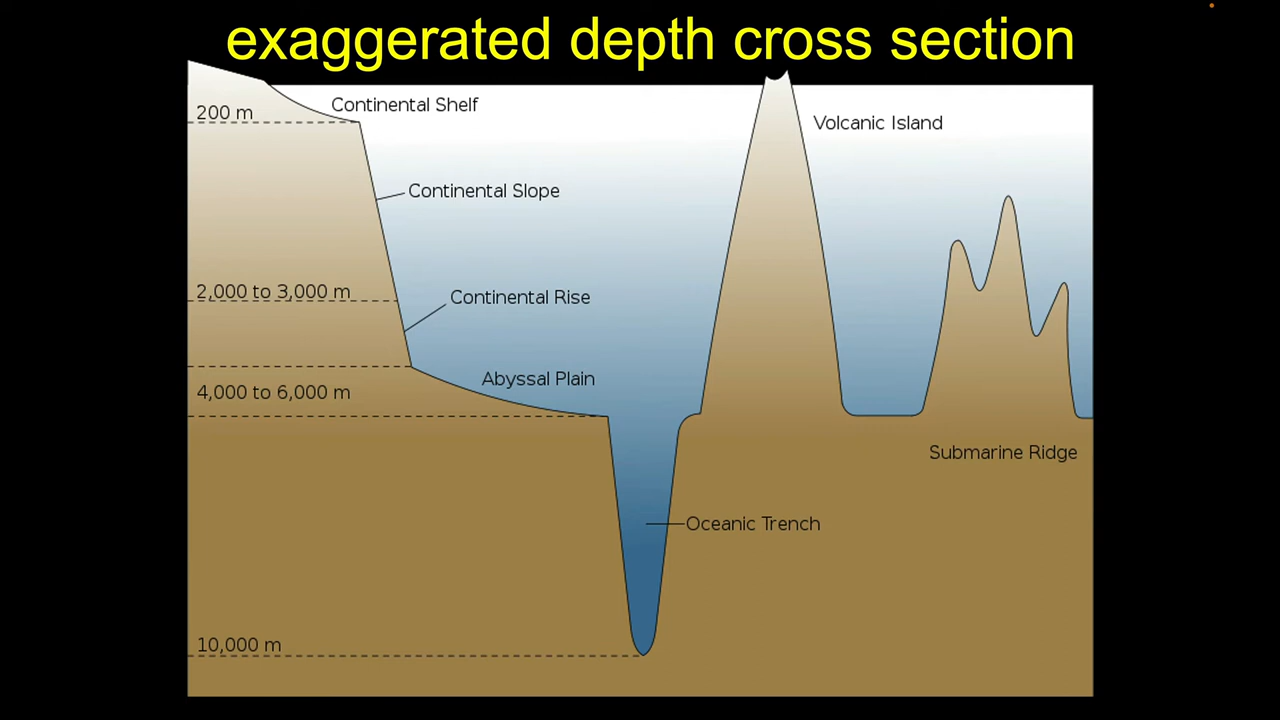 exaggerated depth cross section
Continental Shelf
200 m
Volcanic Island
Continental Slope
2,000 to 3,000 m
Continental Rise
Abyssal Plain
4,000 to 6,000 m
Submarine Ridge
Oceanic Trench
10,000 m